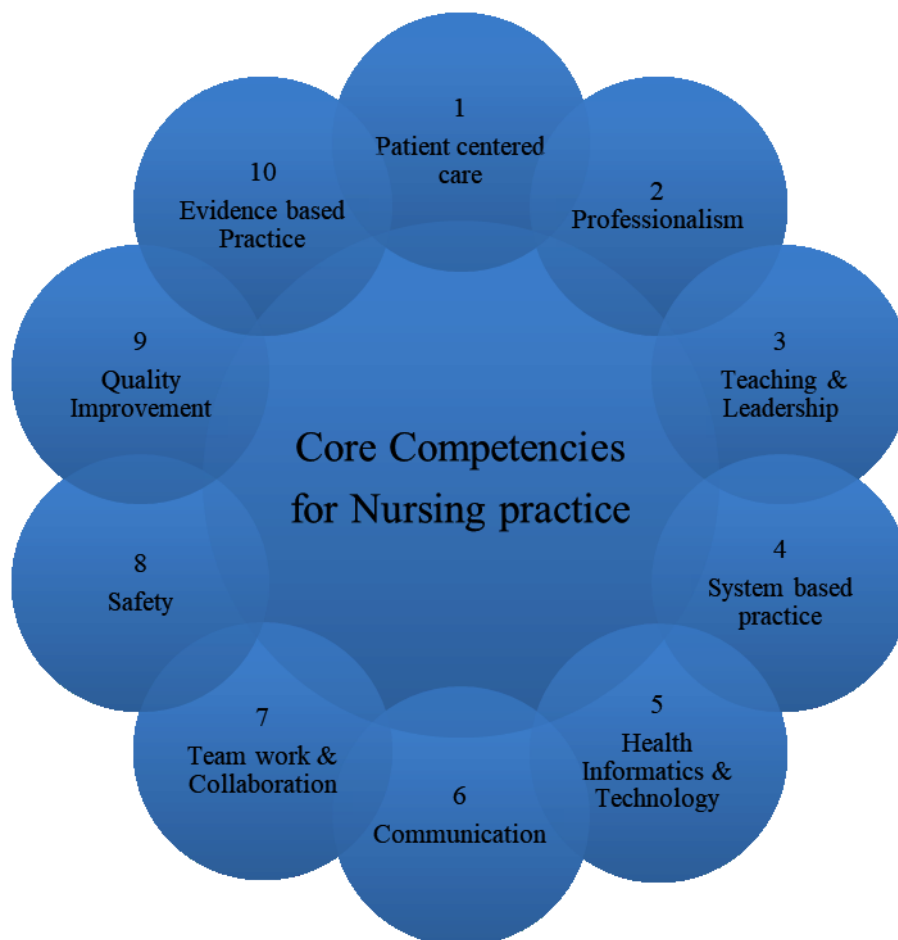 1
Patient centered
care
2
Professionalism
3
Teaching &
Leadership
4
System based
practice
5
Health
Informatics &
Technology
6
Communication
7
Team work &
Collaboration
8
Safety
9
Quality
Improvement
10
Evidence based
Practice
Core Competencies
for Nursing practice